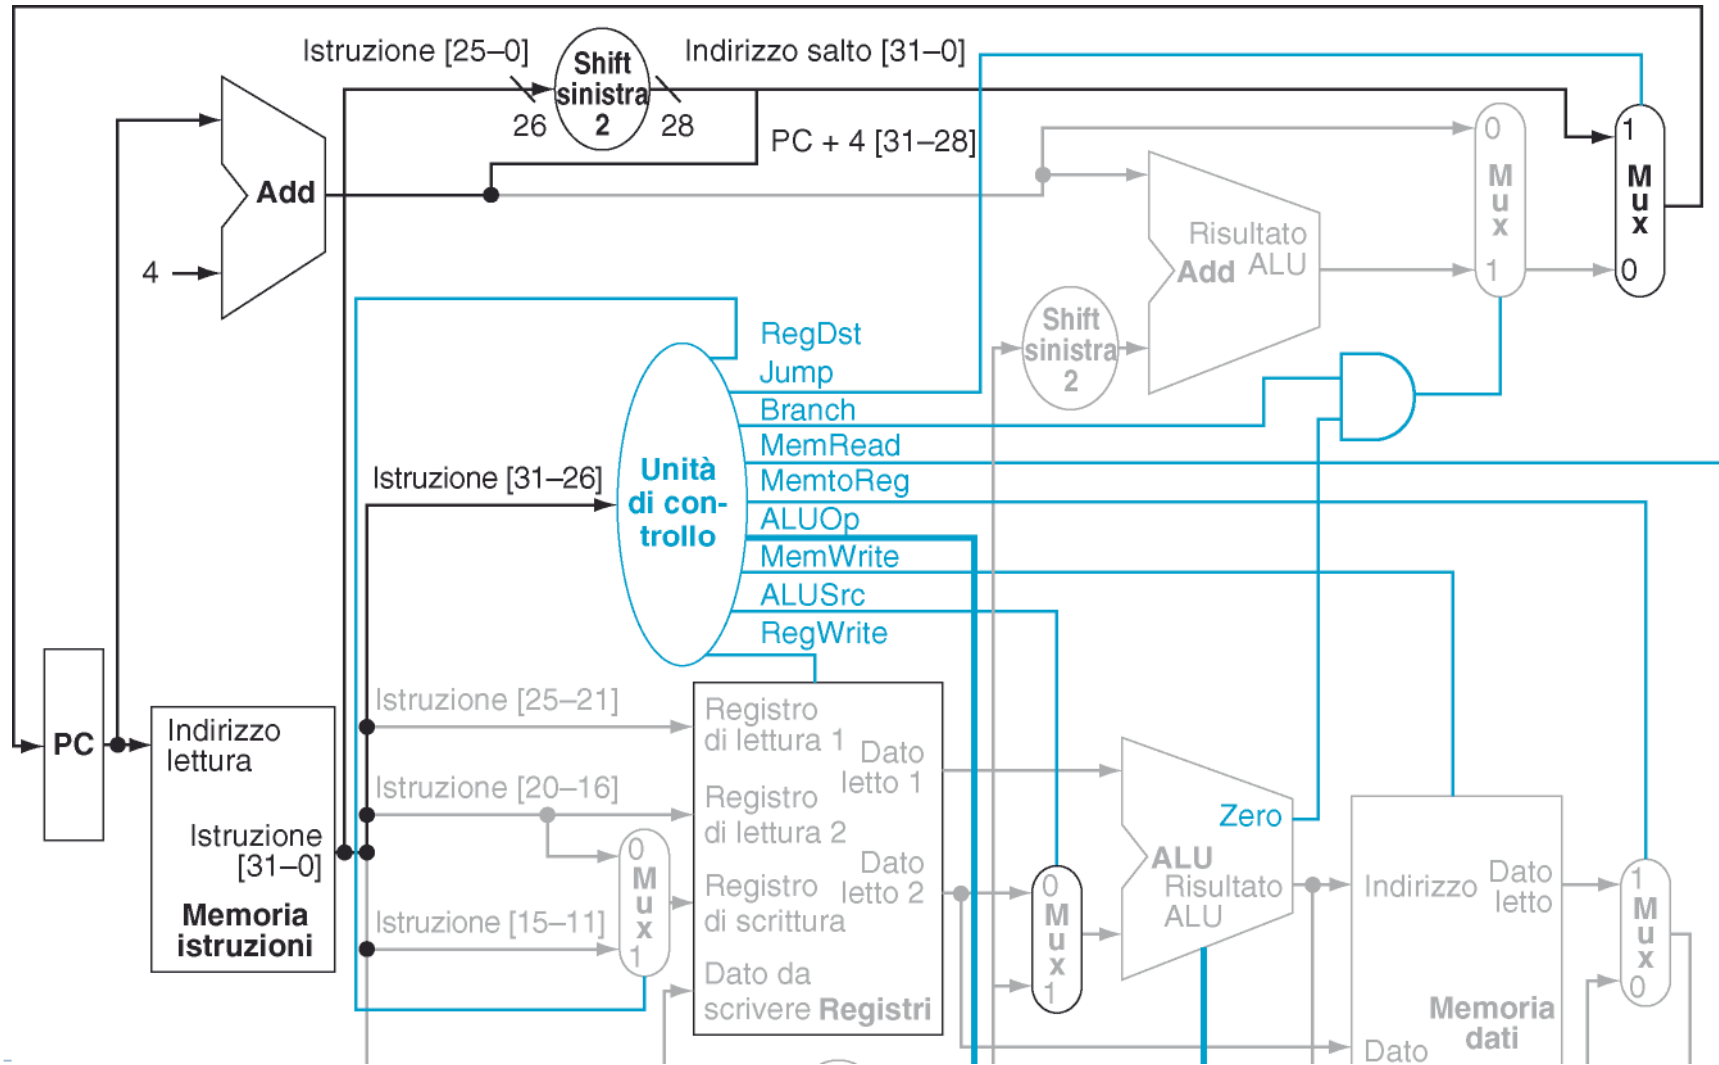 Istruzione [25–0]
Shift
sinistra
2
26
28
Indirizzo salto [31–0]
PC + 4 [31–28]
Add
4
0
M
u
x
1
1
M
u
x
0
Risultato
Add ALU
Shift
sinistra
2
RegDst
Jump
Branch
MemRead
MemtoReg
ALUOp
MemWrite
ALUSrc
RegWrite
Unità
di con-
trollo
Istruzione [31–26]
PC
Indirizzo
lettura
Istruzione
[31–0]
Memoria
istruzioni
Istruzione [25–21]
Istruzione [20–16]
Istruzione [15–11]
0
M
u
x
1
Registro
di lettura 1
Dato
letto 1
Registro
di lettura 2
Dato
letto 2
Registro
di scrittura
Dato da
scrivere Registri
0
M
u
x
1
Zero
ALU
Risultato
ALU
Indirizzo
Dato
letto
Memoria
dati
Dato
1
M
u
x
0